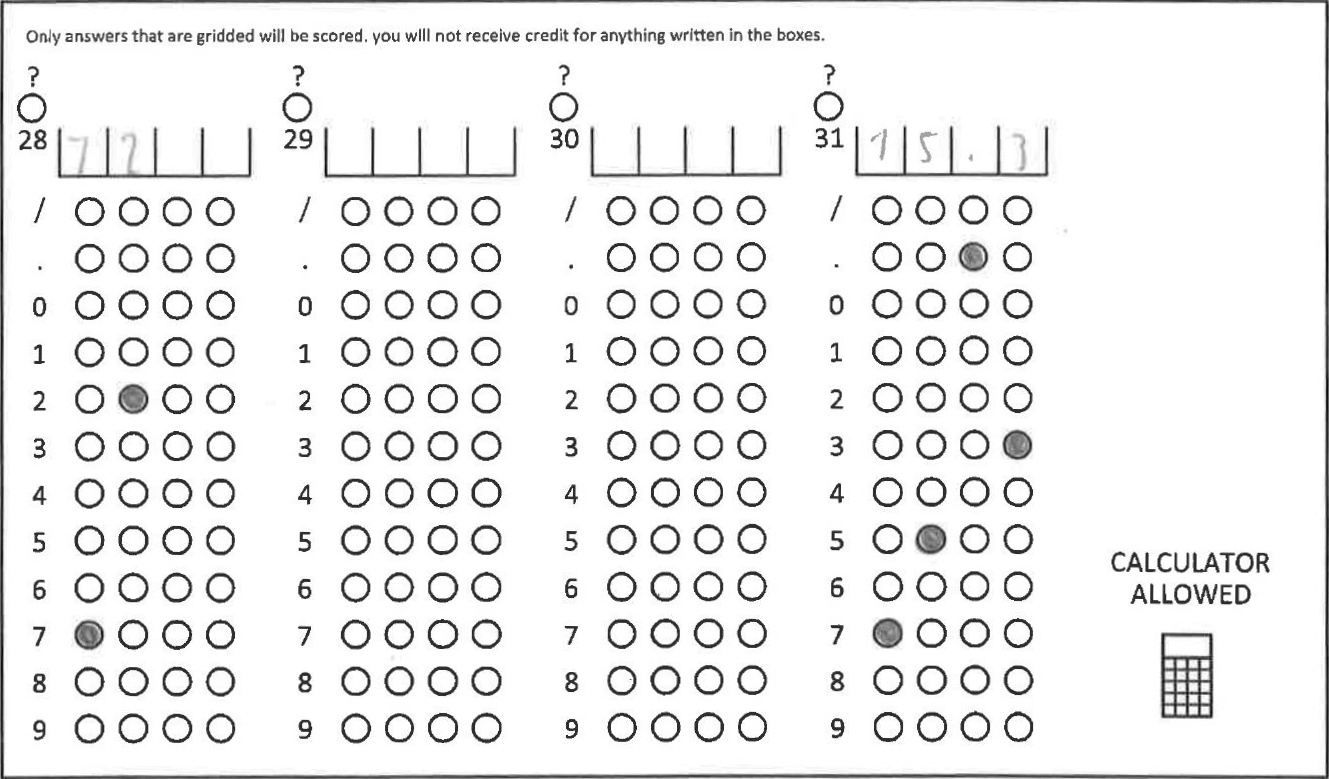 Only answers that are gridded will be scored. you will not receive credit for anything written in the boxes.
? ? ? ?
28 7 2 29 30 31 7 5 . 3
/ / / /
. . . .
0 0 0 0
1 1 1 1
2 2 2 2
3 3 3 3
4 4 4 4
5 5 5 5
CALCULATOR
ALLOWED
6 6 6 6
7 7 7 7
8 8 8 8
9 9 9 9